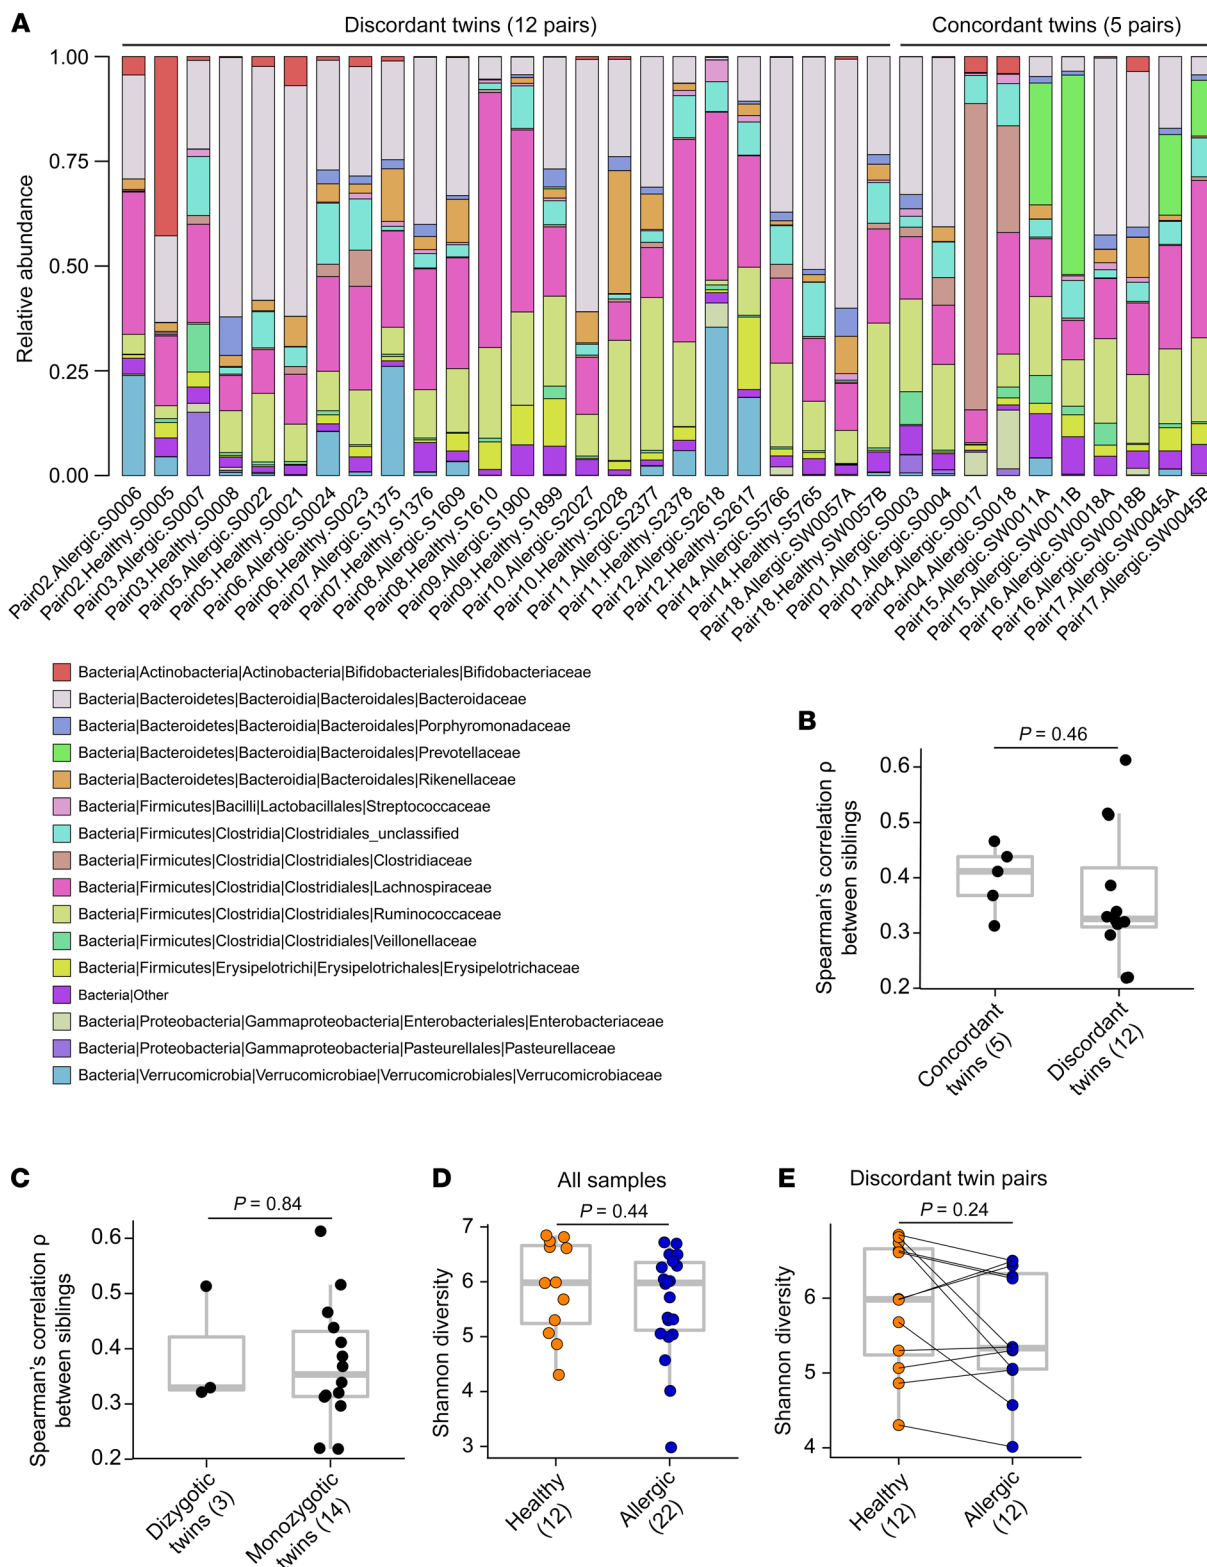 A
Discordant twins (12 pairs)
Concordant twins (5 pairs)
Relative abundance
1.00
0.75
0.50
0.25
0.00
Pair02.Allergic.S0006
Pair02.Healthy.S0005
Pair03.Allergic.S0007
Pair03.Healthy.S0008
Pair05.Allergic.S0022
Pair05.Healthy.S0021
Pair06.Allergic.S0024
Pair06.Healthy.S0023
Pair07.Allergic.S1375
Pair07.Healthy.S1376
Pair08.Allergic.S1609
Pair08.Healthy.S1610
Pair09.Allergic.S1900
Pair09.Healthy.S1899
Pair10.Allergic.S2027
Pair10.Healthy.S2028
Pair11.Allergic.S2377
Pair11.Healthy.S2378
Pair12.Allergic.S2618
Pair12.Healthy.S2617
Pair14.Allergic.S5766
Pair14.Healthy.S5765
Pair18.Allergic.SW0057A
Pair18.Healthy.SW0057B
Pair01.Allergic.S0003
Pair01.Allergic.S0004
Pair04.Allergic.S0017
Pair04.Allergic.S0018
Pair15.Allergic.SW0011A
Pair15.Allergic.SW0011B
Pair16.Allergic.SW0018A
Pair16.Allergic.SW0018B
Pair17.Allergic.SW0045A
Pair17.Allergic.SW0045B
Bacteria|Actinobacteria|Actinobacteria|Bifidobacteriales|Bifidobacteriaceae
Bacteria|Bacteroidetes|Bacteroidia|Bacteroidales|Bacteroidaceae
Bacteria|Bacteroidetes|Bacteroidia|Bacteroidales|Porphyromonadaceae
Bacteria|Bacteroidetes|Bacteroidia|Bacteroidales|Prevotellaceae
Bacteria|Bacteroidetes|Bacteroidia|Bacteroidales|Rikenellaceae
Bacteria|Firmicutes|Bacilli|Lactobacillales|Streptococcaceae
Bacteria|Firmicutes|Clostridia|Clostridiales_unclassified
Bacteria|Firmicutes|Clostridia|Clostridiales|Clostridiaceae
Bacteria|Firmicutes|Clostridia|Clostridiales|Lachnospiraceae
Bacteria|Firmicutes|Clostridia|Clostridiales|Ruminococcaceae
Bacteria|Firmicutes|Clostridia|Clostridiales|Veillonellaceae
Bacteria|Firmicutes|Erysipelotrichi|Erysipelotrichales|Erysipelotrichaceae
Bacteria|Other
Bacteria|Proteobacteria|Gammaproteobacteria|Enterobacteriales|Enterobacteriaceae
Bacteria|Proteobacteria|Gammaproteobacteria|Pasteurellales|Pasteurellaceae
Bacteria|Verrucomicrobia|Verrucomicrobiae|Verrucomicrobiales|Verrucomicrobiaceae
B
P = 0.46
Spearman's correlation ρ
between siblings
0.6
0.5
0.4
0.3
0.2
Concordant
twins (5)
Discordant
twins (12)
C
P = 0.84
Spearman's correlation ρ
between siblings
0.6
0.5
0.4
0.3
0.2
Dizygotic
twins (3)
Monozygotic
twins (14)
D
All samples
P = 0.44
Shannon diversity
7
6
5
4
3
Healthy
(12)
Allergic
(22)
E
Discordant twin pairs
P = 0.24
Shannon diversity
6
5
4
Healthy
(12)
Allergic
(12)